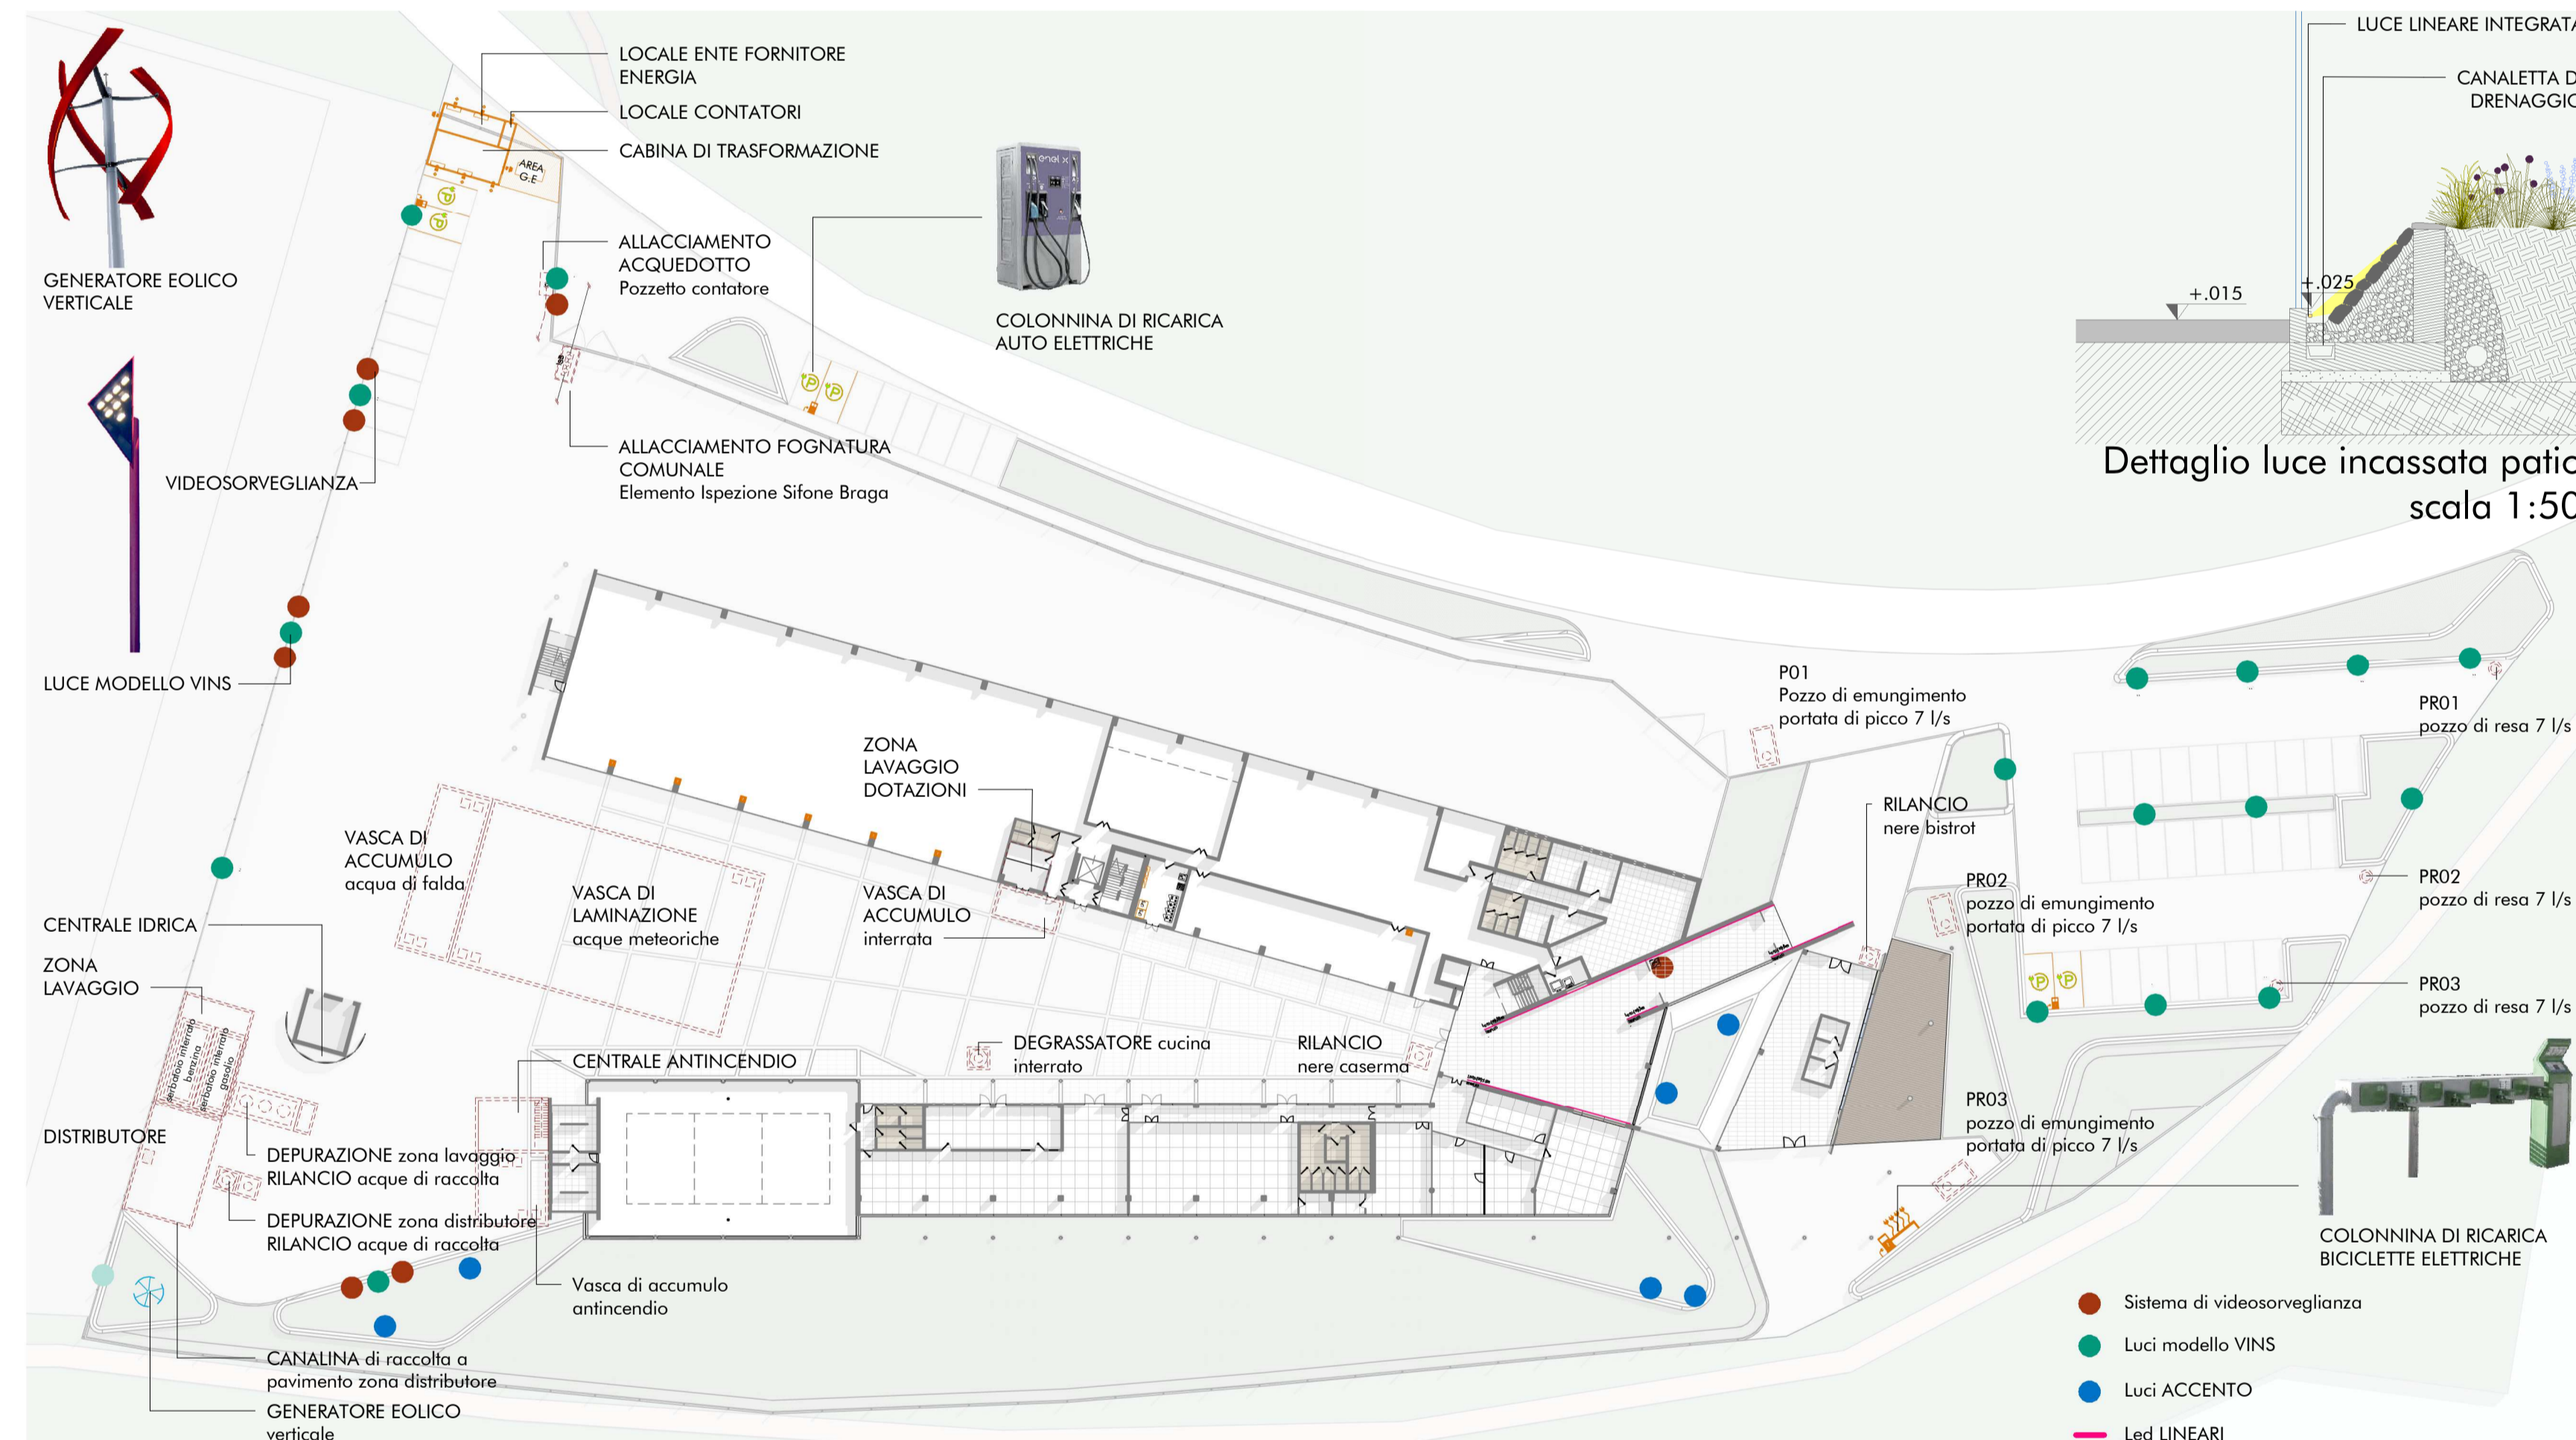 LOCALE ENTE FORNITORE
ENERGIA
LOCALE CONTATORI
CABINA DI TRASFORMAZIONE
AREA
G.E
GENERATORE EOLICO
VERTICALE
ALLACCIAMENTO
ACQUEDOTTO
Pozzetto contatore
enel x
COLONNINA DI RICARICA
AUTO ELETTRICHE
P
P
P
P
ALLACCIAMENTO FOGNATURA
COMUNALE
Elemento Ispezione Sifone Braga
VIDEOSORVEGLIANZA
LUCE MODELLO VINS
LUCE LINEARE INTEGRATA
CANALETTA D
DRENAGGIO
+.015
+.025
Dettaglio luce incassata patio
scala 1:50
P01
Pozzo di emungimento
portata di picco 7 l/s
PR01
pozzo di resa 7 l/s
ZONA
LAVAGGIO
DOTAZIONI
RILANCIO
nere bistrot
VASCA DI
ACCUMULO
acqua di falda
VASCA DI
LAMINAZIONE
acque meteoriche
VASCA DI
ACCUMULO
interrata
PR02
pozzo di emungimento
portata di picco 7 l/s
PR02
pozzo di resa 7 l/s
CENTRALE IDRICA
ZONA
LAVAGGIO
P
P
PR03
pozzo di resa 7 l/s
serbatoio interrato
benzina
serbatoio interrato
gasolio
CENTRALE ANTINCENDIO
DEGRASSATORE cucina
interrato
RILANCIO
nere caserma
DISTRIBUTORE
DEPURAZIONE zona lavaggio
RILANCIO acque di raccolta
DEPURAZIONE zona distributore
RILANCIO acque di raccolta
PR03
pozzo di emungimento
portata di picco 7 l/s
COLONNINA DI RICARICA
BICICLETTE ELETTRICHE
Vasca di accumulo
antincendio
CANALINA di raccolta a
pavimento zona distributore
GENERATORE EOLICO
verticale
Sistema di videosorveglianza
Luci modello VINS
Luci ACCENTO
Led LINEARI